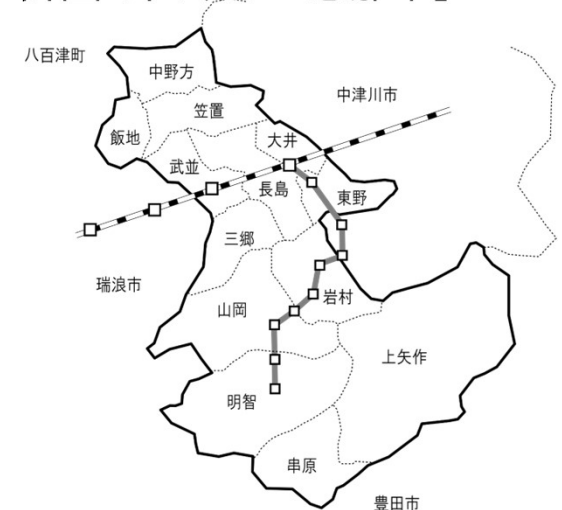 八百津町
中野方
中津川市
笠置
飯地
大井
武並
長島
東野
三郷
瑞浪市
岩村
山岡
上矢作
明智
串原
豊田市